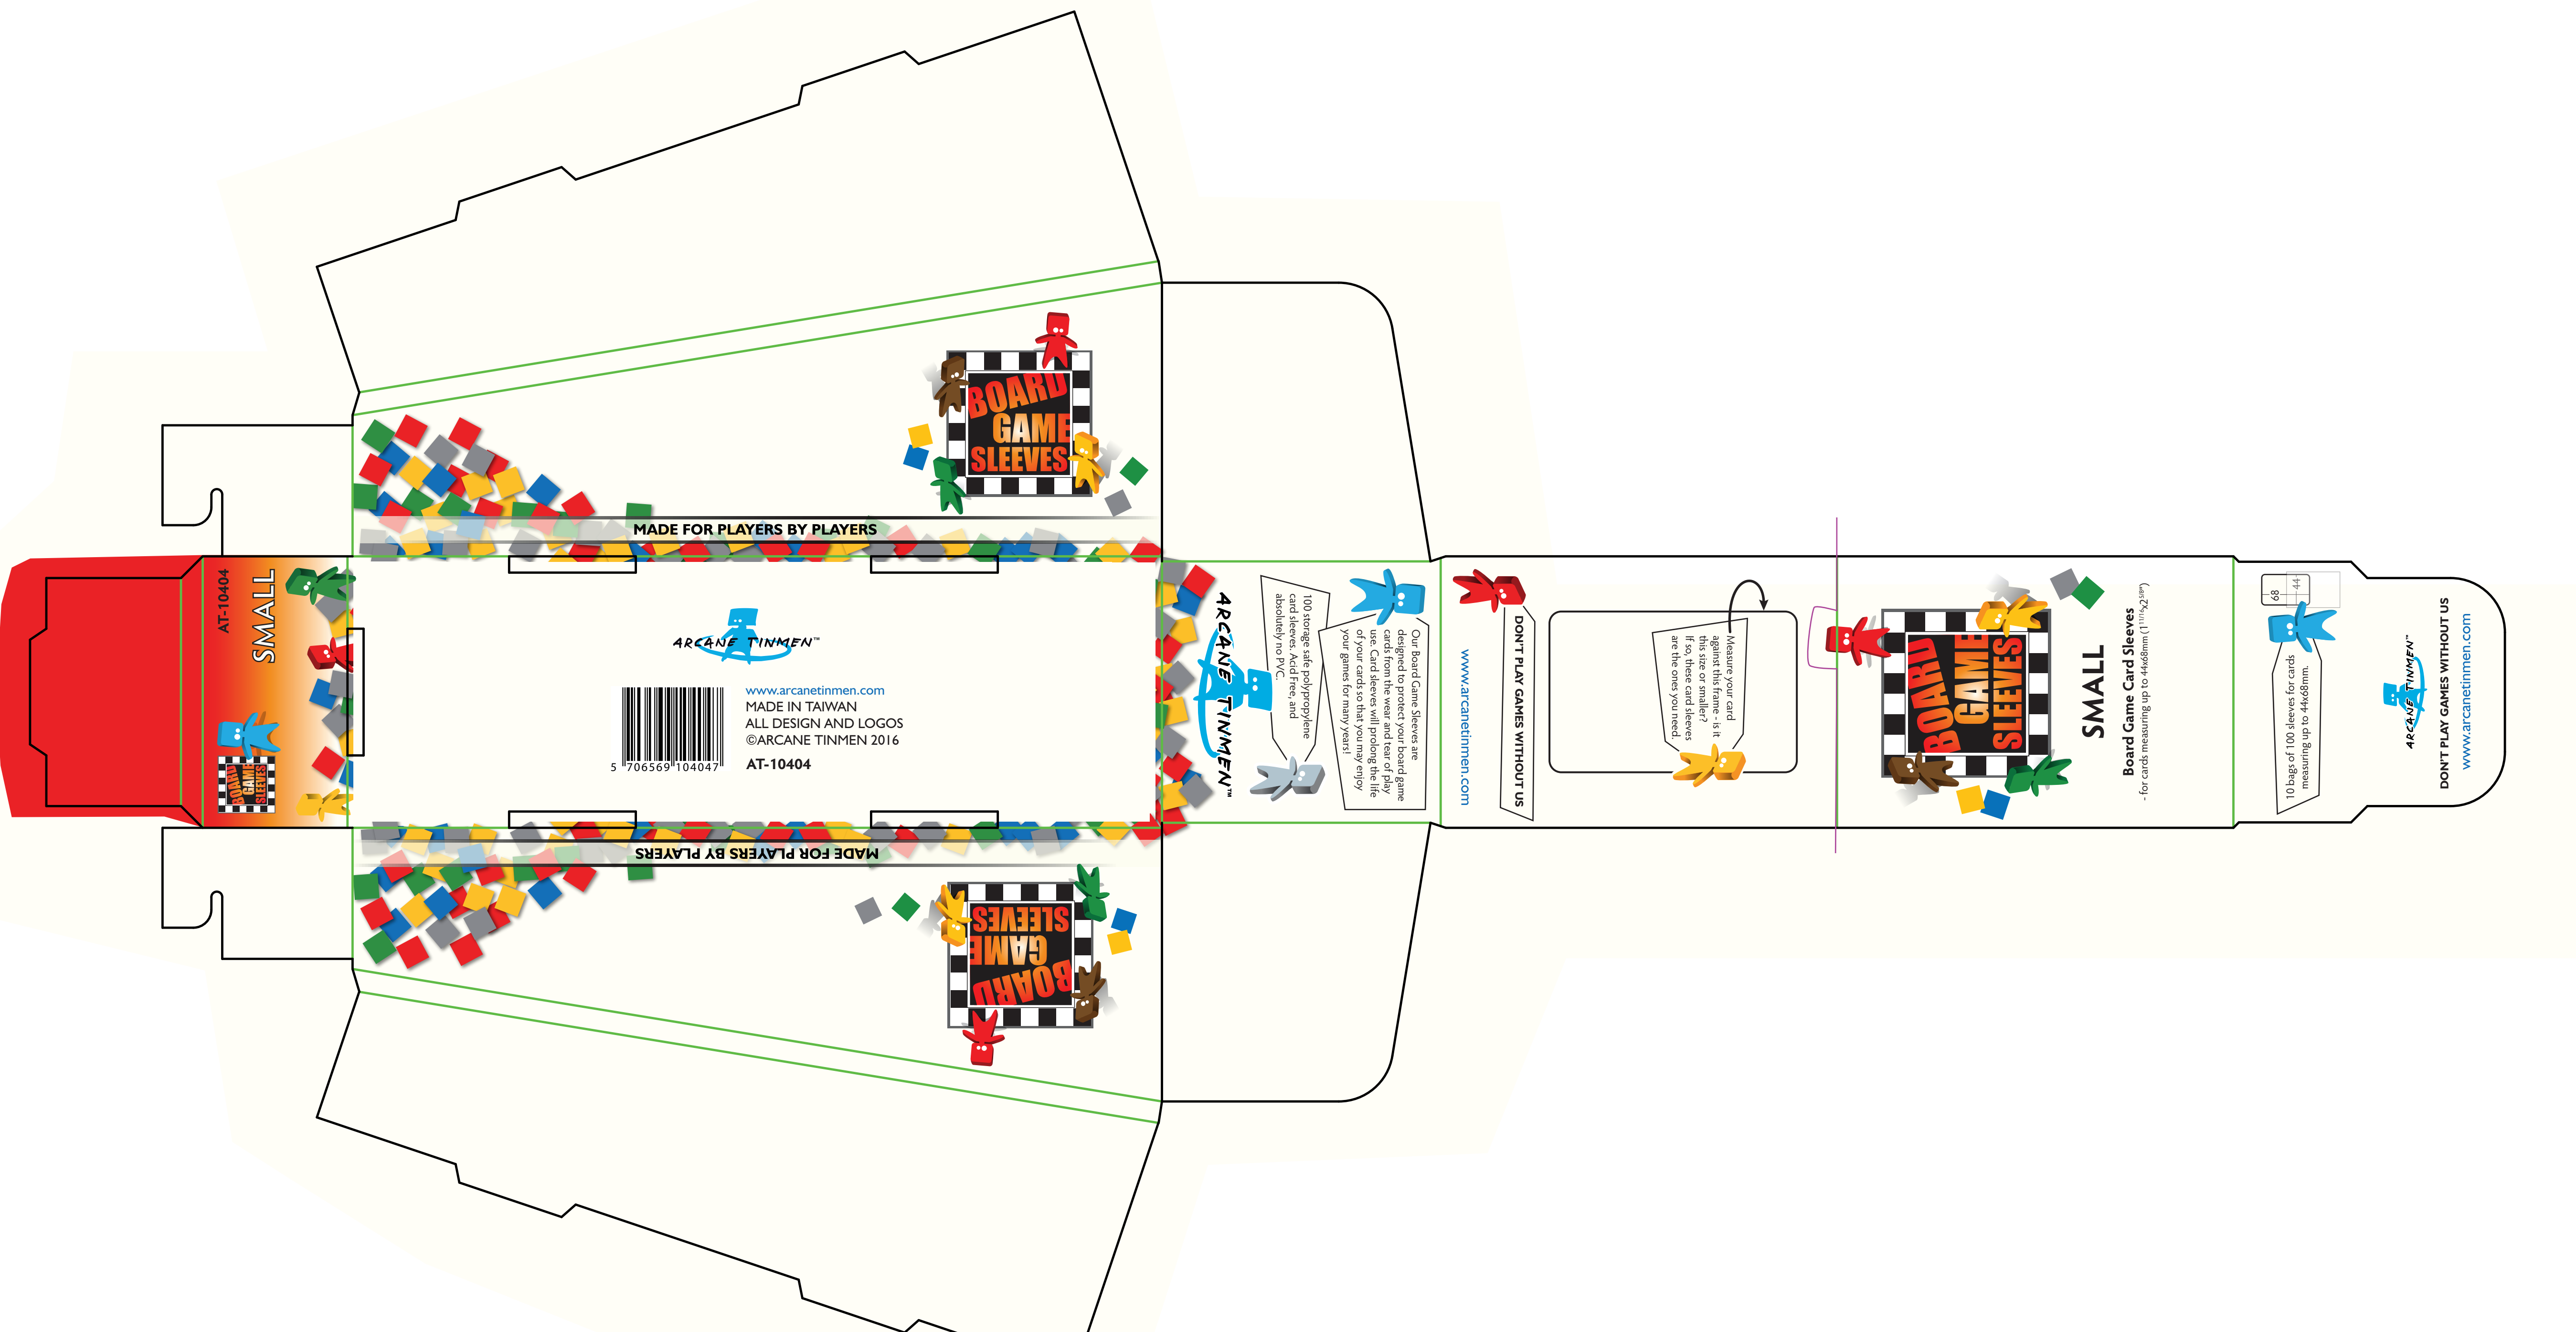 BOARD
GAME
SLEEVES
MADE FOR PLAYERS BY PLAYERS
AT-10404
SMALL
BOARD
GAME
SLEEVES
ARCANE TINMEN™
www.arcanetinmen.com
MADE IN TAIWAN
ALL DESIGN AND LOGOS
©ARCANE TINMEN 2016
AT-10404
5 706569 104047
MADE FOR PLAYERS BY PLAYERS
BOARD
GAME
SLEEVES
ARCANE TINMEN™
100 storage safe polypropylene
card sleeves. Acid Free, and
absolutely no PVC.
Our Board Game Sleeves are
designed to protect your board game
cards from the wear and tear of play
use. Card sleeves will prolong the life
of your cards so that you may enjoy
your games for many years!
www.arcanetinmen.com
DON'T PLAY GAMES WITHOUT US
Measure your card
against this frame - is it
this size or smaller?
If so, these card sleeves
are the ones you need.
BOARD
GAME
SLEEVES
SMALL
Board Game Card Sleeves
- for cards measuring up to 44x68mm
68
44
10 bags of 100 sleeves for cards
measuring up to 44x68mm.
ARCANE TINMEN™
DON'T PLAY GAMES WITHOUT US
www.arcanetinmen.com